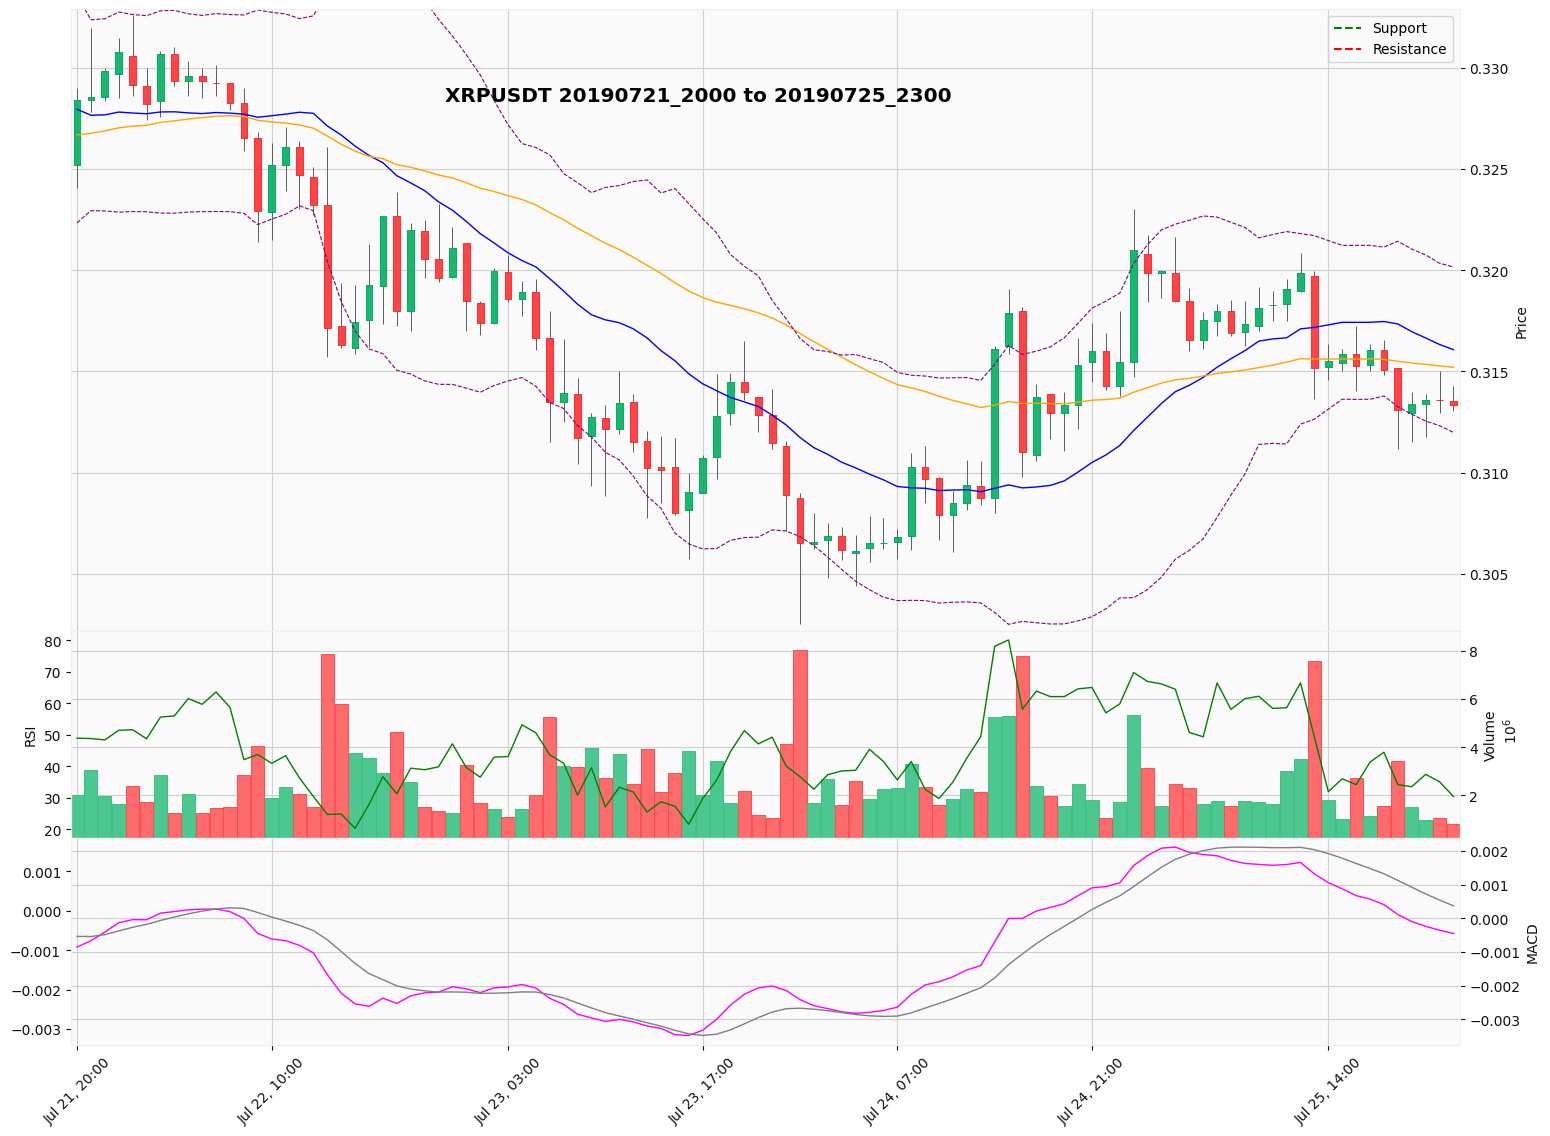 XRPUSDT 20190721_2000 to 20190725_2300
Support
Resistance
0.330
0.325
0.320
0.315
0.310
0.305
Price
80
70
60
50
40
30
20
RSI
8
6
4
2
Volume
10^6
0.001
0.000
−0.001
−0.002
−0.003
0.002
0.001
0.000
−0.001
−0.002
−0.003
MACD
Jul 21, 20:00
Jul 22, 10:00
Jul 23, 03:00
Jul 23, 17:00
Jul 24, 07:00
Jul 24, 21:00
Jul 25, 14:00